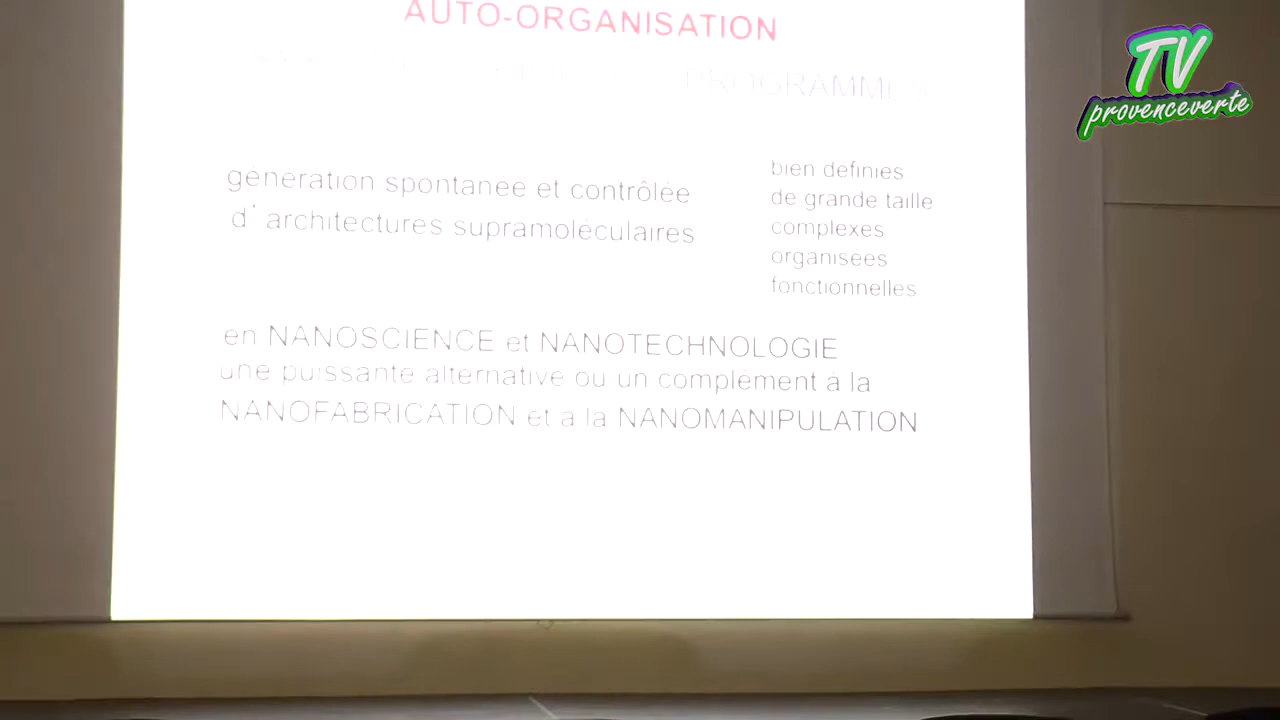 AUTO-ORGANISATION
PROGRAMMES
génération spontanée et contrôlée
d' architectures supramoléculaires
bien définies
de grande taille
complexes
organisées
fonctionnelles
en NANOSCIENCE et NANOTECHNOLOGIE
une puissante alternative ou un complément à la
NANOFABRICATION et à la NANOMANIPULATION
TV
provenceverte